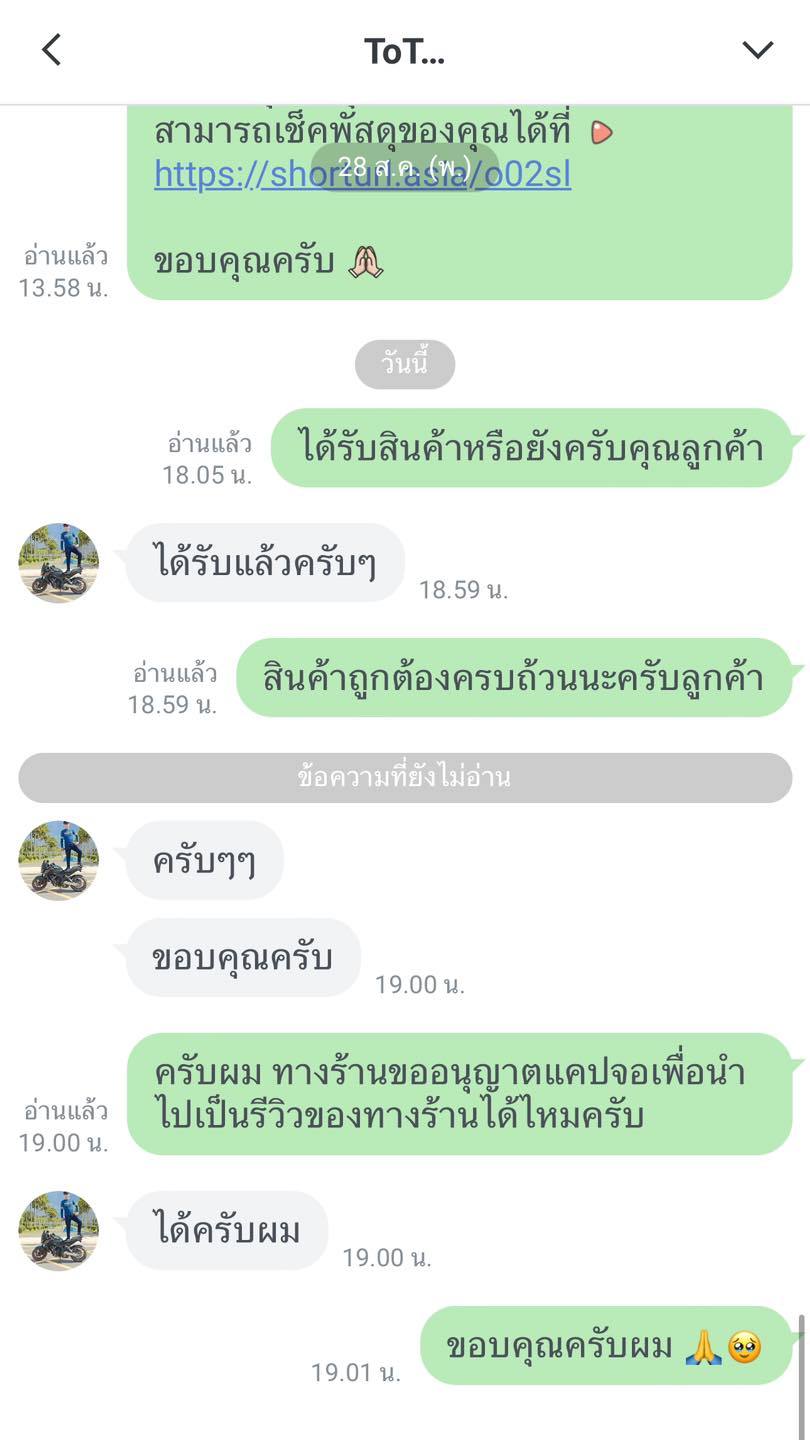 ToT...
สามารถเช็คพัสดุของคุณได้ที่
28 ส.ค. (พ.)
https://shorturl.asia/o02sl
ขอบคุณครับ 🙏
อ่านแล้ว
13.58 น.
วันนี้
อ่านแล้ว
18.05 น.
ได้รับสินค้าหรือยังครับคุณลูกค้า
ได้รับแล้วครับๆ
18.59 น.
อ่านแล้ว
18.59 น.
สินค้าถูกต้องครบถ้วนนะครับลูกค้า
ข้อความที่ยังไม่อ่าน
ครับๆๆ
ขอบคุณครับ
19.00 น.
ครับผม ทางร้านขออนุญาตแคปจอเพื่อนำ
ไปเป็นรีวิวของทางร้านได้ไหมครับ
อ่านแล้ว
19.00 น.
ได้ครับผม
19.00 น.
ขอบคุณครับผม 🙏🥹
19.01 น.